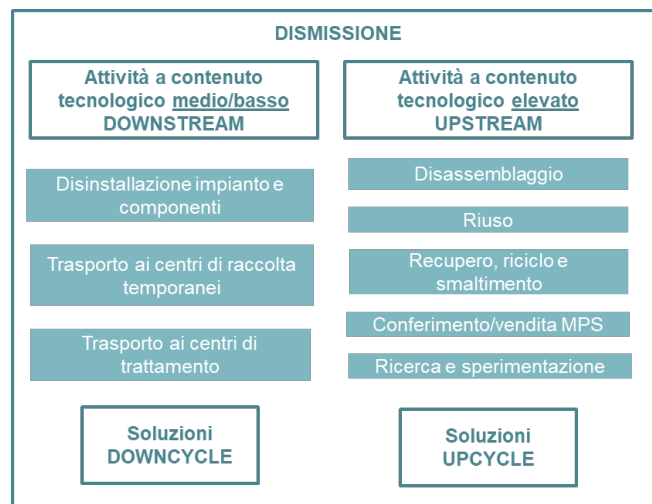 DISMISSIONE
Attività a contenuto
tecnologico medio/basso
DOWNSTREAM
Disinstallazione impianto e
componenti
Trasporto ai centri di raccolta
temporanei
Trasporto ai centri di
trattamento
Soluzioni
DOWNCYCLE
Attività a contenuto
tecnologico elevato
UPSTREAM
Disassemblaggio
Riuso
Recupero, riciclo e
smaltimento
Conferimento/vendita MPS
Ricerca e sperimentazione
Soluzioni
UPCYCLE